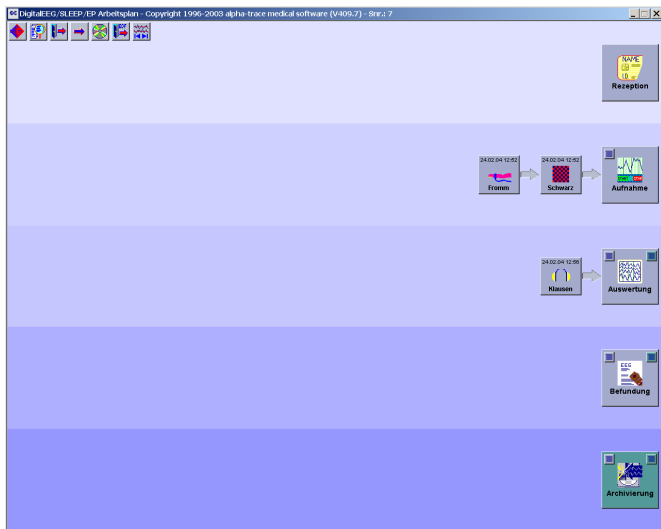 DigitalEEG/SLEEP/EP Arbeitsplan - Copyright 1996-2003 alpha-trace medical software (V409.7) - Snr.: 7
NAME
ID
Rezeption
24.02.04 12:52
Fromm
24.02.04 12:52
Schwarz
Aufnahme
24.02.04 12:56
Klausen
Auswertung
EEG
Befundung
Archivierung